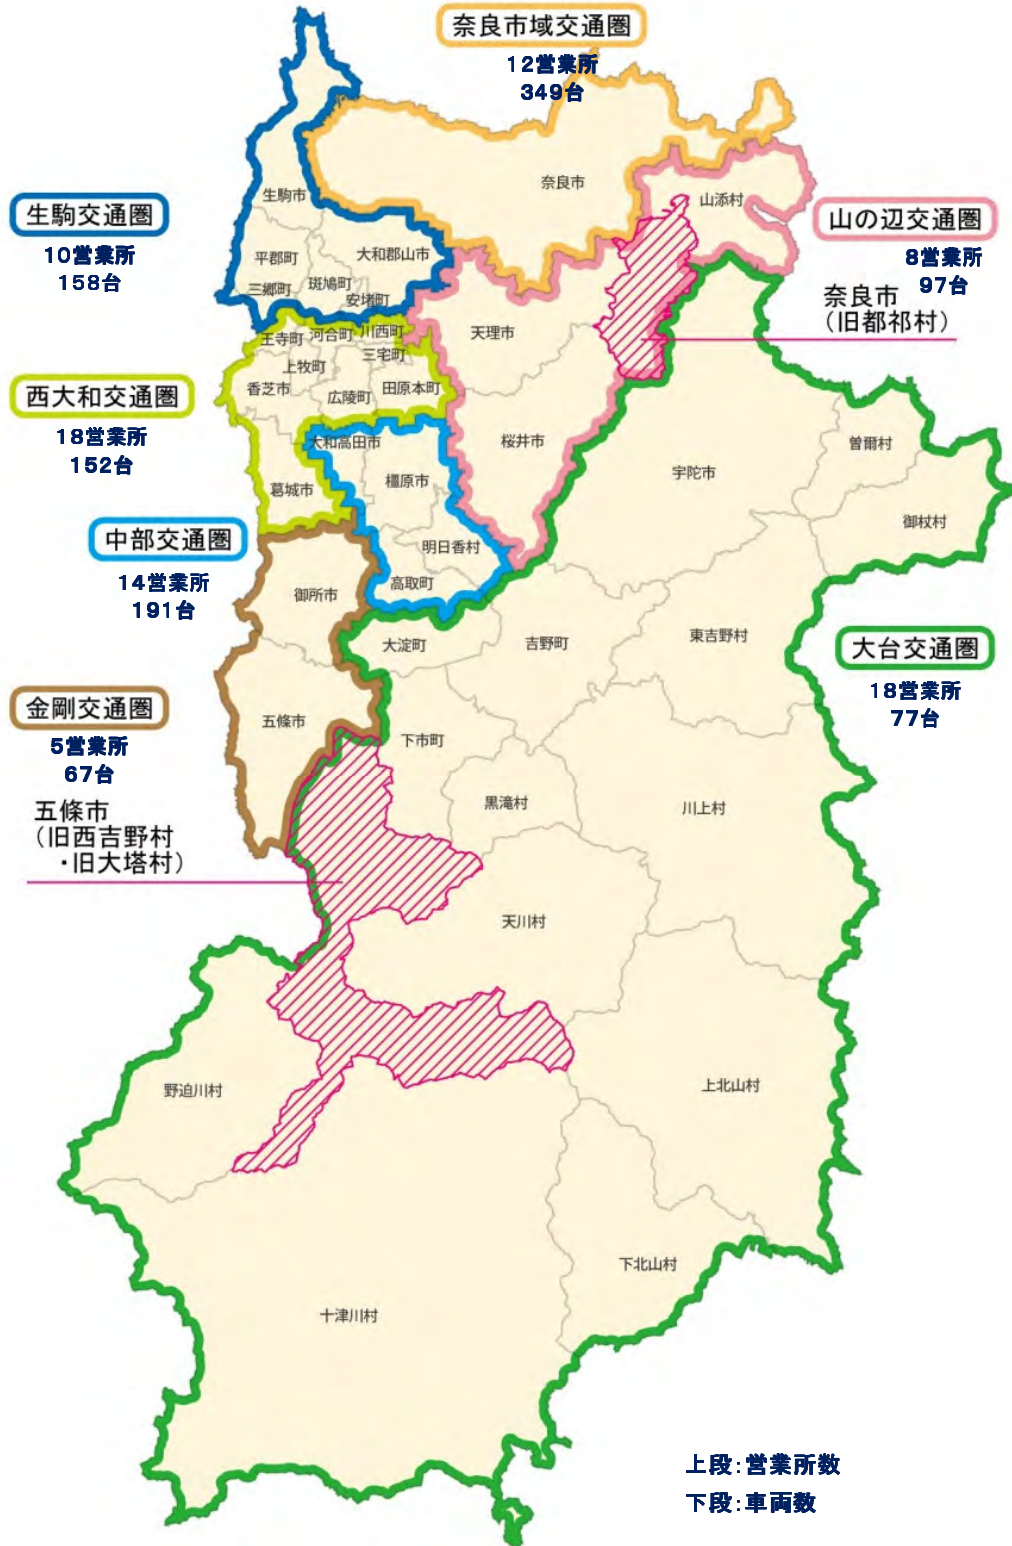 奈良市域交通圏
12営業所
349台
奈良市
山添村
生駒市
生駒交通圏
10営業所
158台
山の辺交通圏
8営業所
97台
平群町
大和郡山市
三郷町
斑鳩町
安堵町
奈良市
(旧都祁村)
天理市
王寺町
河合町
川西町
三宅町
上牧町
香芝市
広陵町
田原本町
西大和交通圏
18営業所
152台
大和高田市
桜井市
橿原市
葛城市
宇陀市
曽爾村
御杖村
中部交通圏
14営業所
191台
明日香村
高取町
御所市
大淀町
吉野町
東吉野村
大台交通圏
18営業所
77台
金剛交通圏
5営業所
67台
五條市
下市町
黒滝村
川上村
五條市
(旧西吉野村
・旧大塔村)
天川村
野迫川村
上北山村
下北山村
十津川村
上段:営業所数
下段:車両数